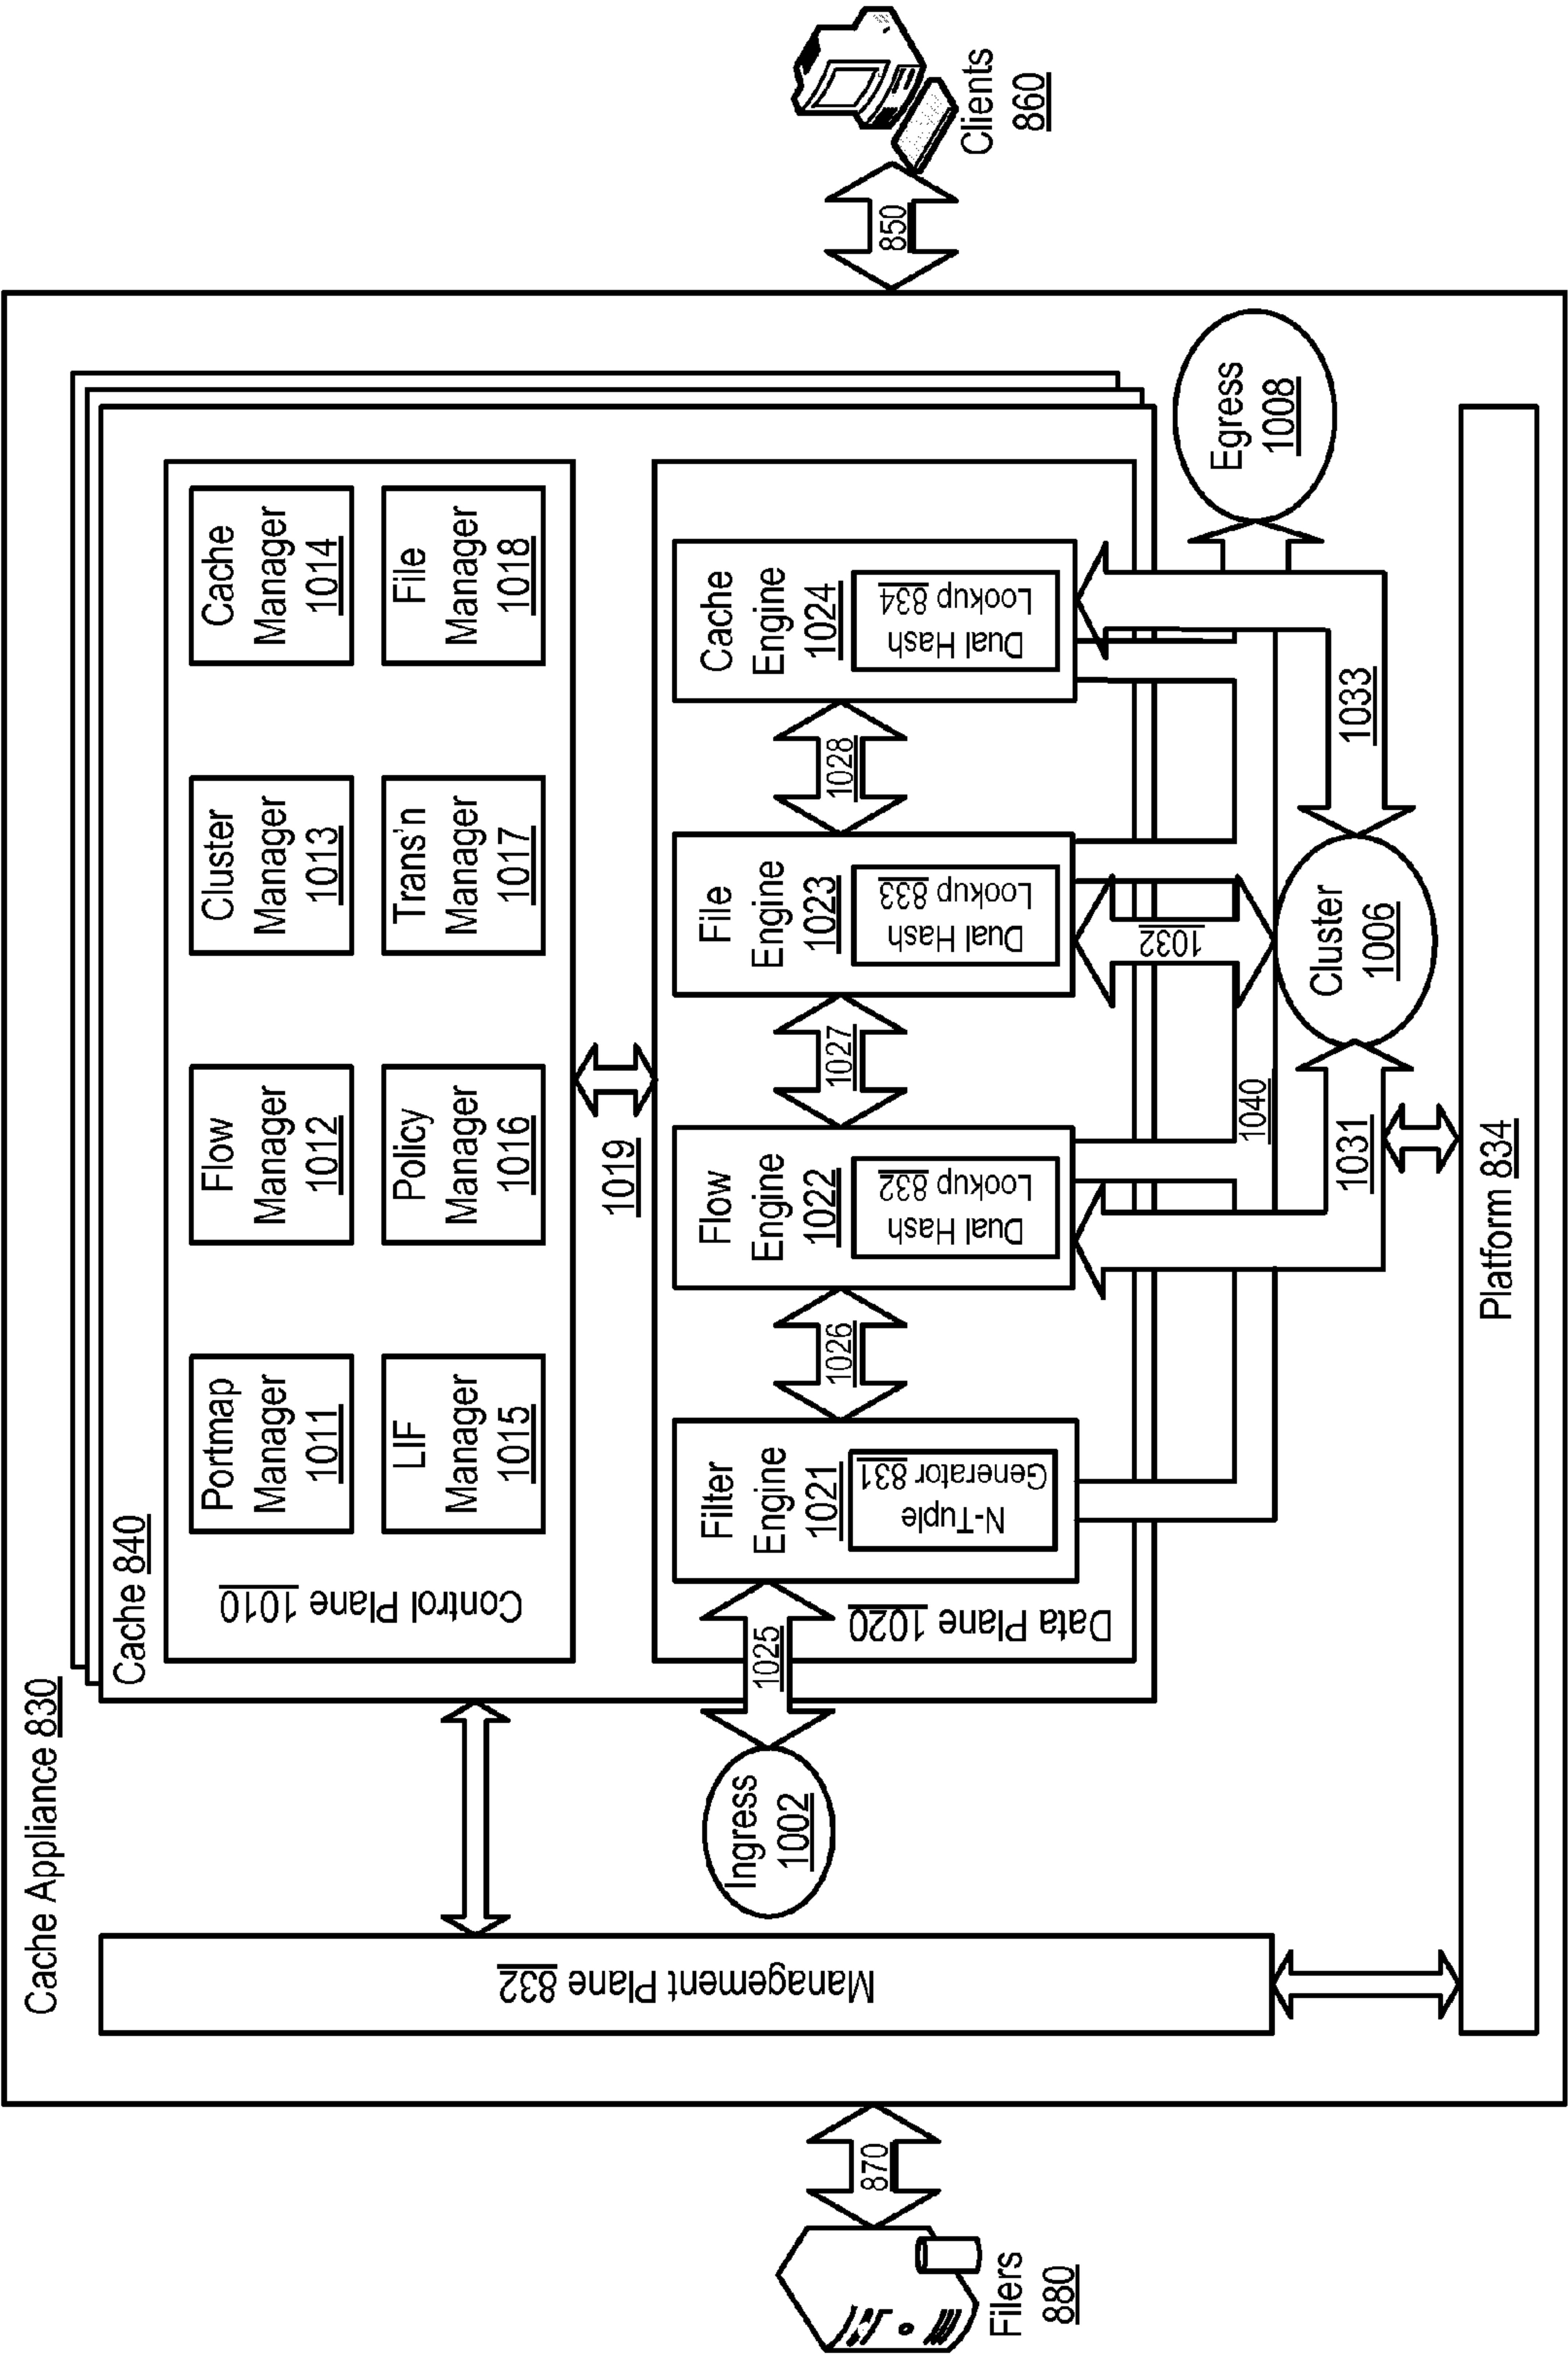 Cache Appliance 830
Cache 840
Management Plane 832
Control Plane 1010
Portmap
Manager
1011
Flow
Manager
1012
Cluster
Manager
1013
Cache
Manager
1014
LIF
Manager
1015
Policy
Manager
1016
Trans'n
Manager
1017
File
Manager
1018
1019
Ingress
1002
1025
Data Plane 1020
Filter
Engine
1021
N-Tuple
Generator 831
1026
Flow
Engine
1022
Dual Hash
Lookup 832
1027
File
Engine
1023
Dual Hash
Lookup 833
1028
Cache
Engine
1024
Dual Hash
Lookup 834
1032
1040
Egress
1008
1031
Cluster
1006
1033
Platform 834
Filers
880
870
850
Clients
860